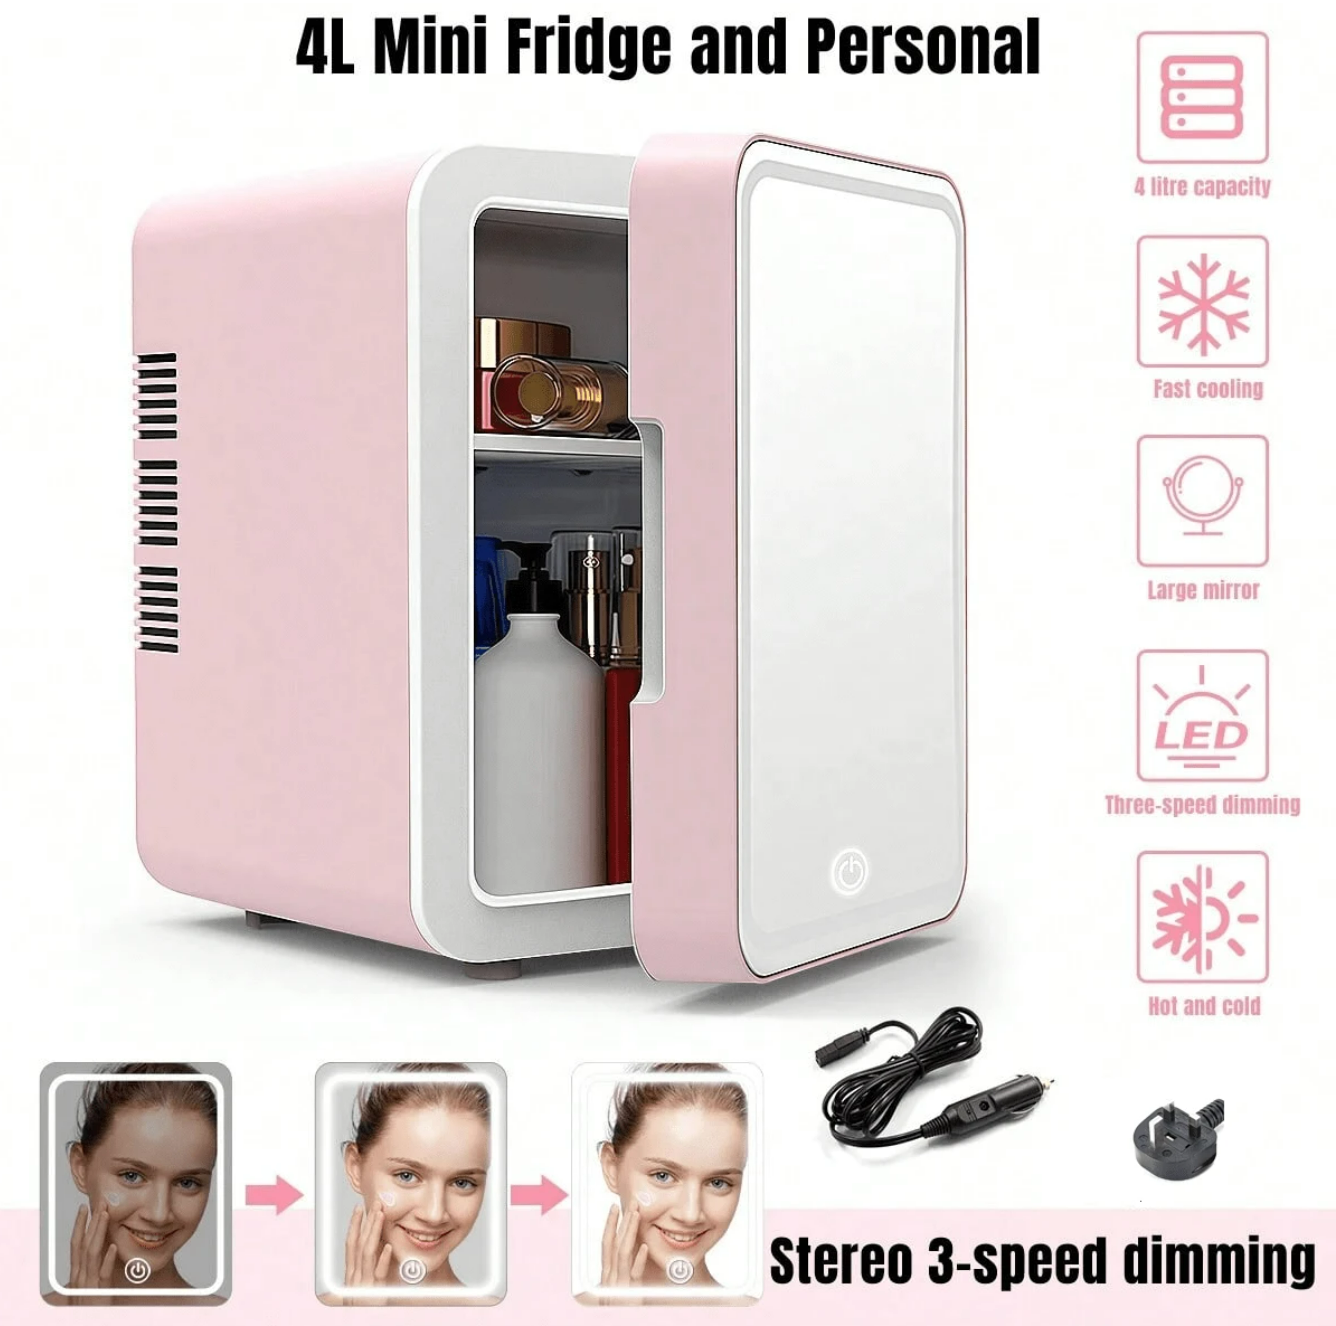 4L Mini Fridge and Personal
4 litre capacity
Fast cooling
Large mirror
LED
Three-speed dimming
Hot and cold
Stereo 3-speed dimming